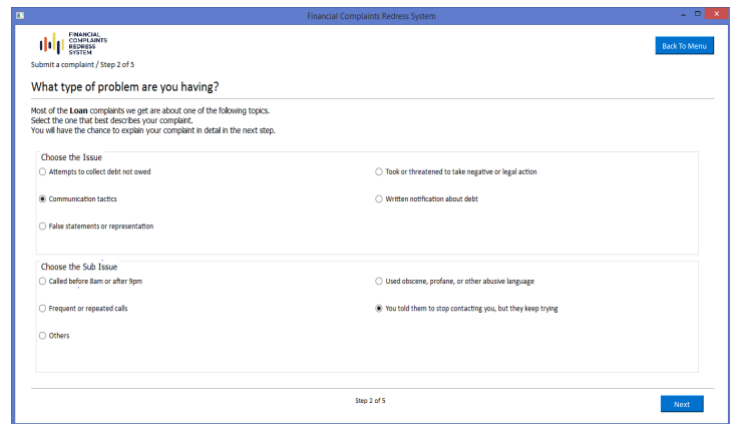 Financial Complaints Redress System
FINANCIAL
COMPLAINTS
REDRESS
SYSTEM
Back To Menu
Submit a complaint / Step 2 of 5
What type of problem are you having?
Most of the Loan complaints we get are about one of the following topics.
Select the one that best describes your complaint.
You will have the chance to explain your complaint in detail in the next step.
Choose the Issue
Attempts to collect debt not owed
Took or threatened to take negative or legal action
Communication tactics
Written notification about debt
False statements or representation
Choose the Sub Issue
Called before 8am or after 9pm
Used obscene, profane, or other abusive language
Frequent or repeated calls
You told them to stop contacting you, but they keep trying
Others
Step 2 of 5
Next